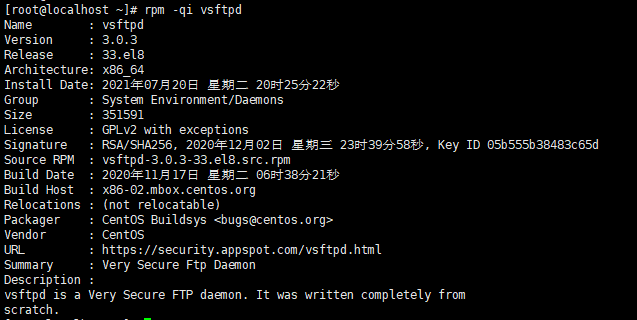 [root@localhost ~]# rpm -qi vsftpd
Name        : vsftpd
Version     : 3.0.3
Release     : 33.el8
Architecture: x86_64
Install Date: 2021年07月20日 星期二 20时25分22秒
Group       : System Environment/Daemons
Size        : 351591
License     : GPLv2 with exceptions
Signature   : RSA/SHA256, 2020年12月02日 星期三 23时39分58秒, Key ID 05b555b38483c65d
Source RPM  : vsftpd-3.0.3-33.el8.src.rpm
Build Date  : 2020年11月17日 星期二 06时38分21秒
Build Host  : x86-02.mbox.centos.org
Relocations : (not relocatable)
Packager    : CentOS Buildsys <bugs@centos.org>
Vendor      : CentOS
URL         : https://security.appspot.com/vsftpd.html
Summary     : Very Secure Ftp Daemon
Description :
vsftpd is a Very Secure FTP daemon. It was written completely from
scratch.